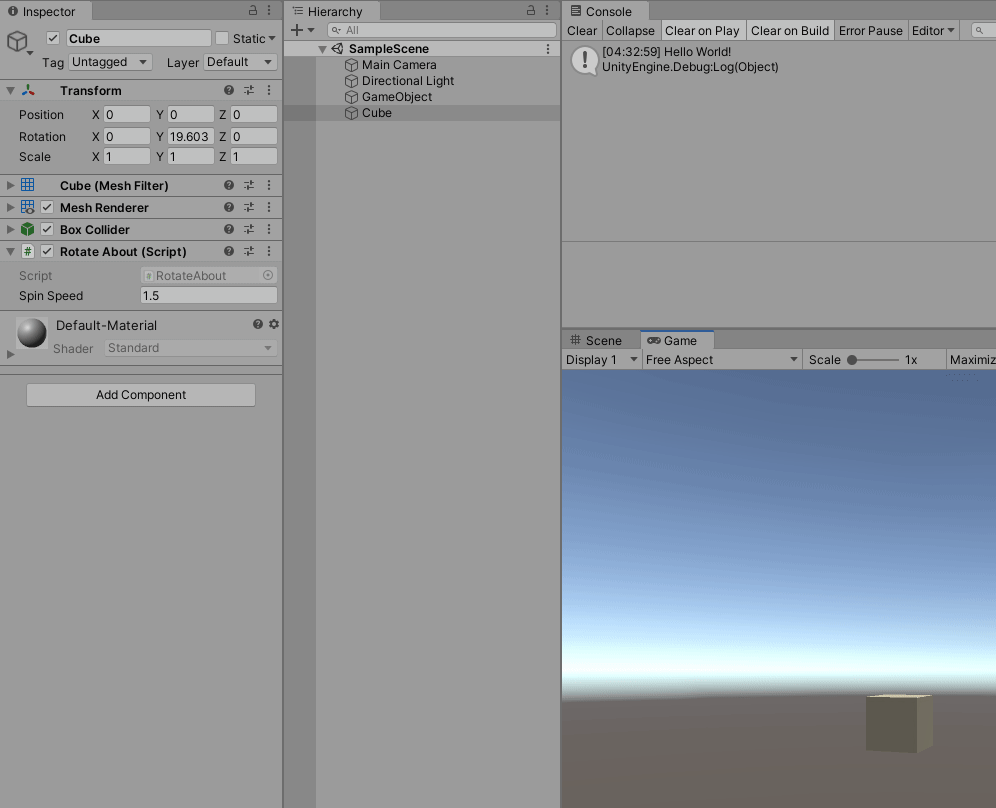 Inspector
Cube
Static
Tag Untagged Layer Default
Transform
Position X 0 Y 0 Z 0
Rotation X 0 Y 19.603 Z 0
Scale X 1 Y 1 Z 1
Cube (Mesh Filter)
Mesh Renderer
Box Collider
# Rotate About (Script)
Script # RotateAbout
Spin Speed 1.5
Default-Material
Shader Standard
Add Component
Hierarchy
All
SampleScene
Main Camera
Directional Light
GameObject
Cube
Console
Clear Collapse Clear on Play Clear on Build Error Pause Editor
[04:32:59] Hello World!
UnityEngine.Debug:Log(Object)
Scene Game
Display 1 Free Aspect Scale 1x Maximiz